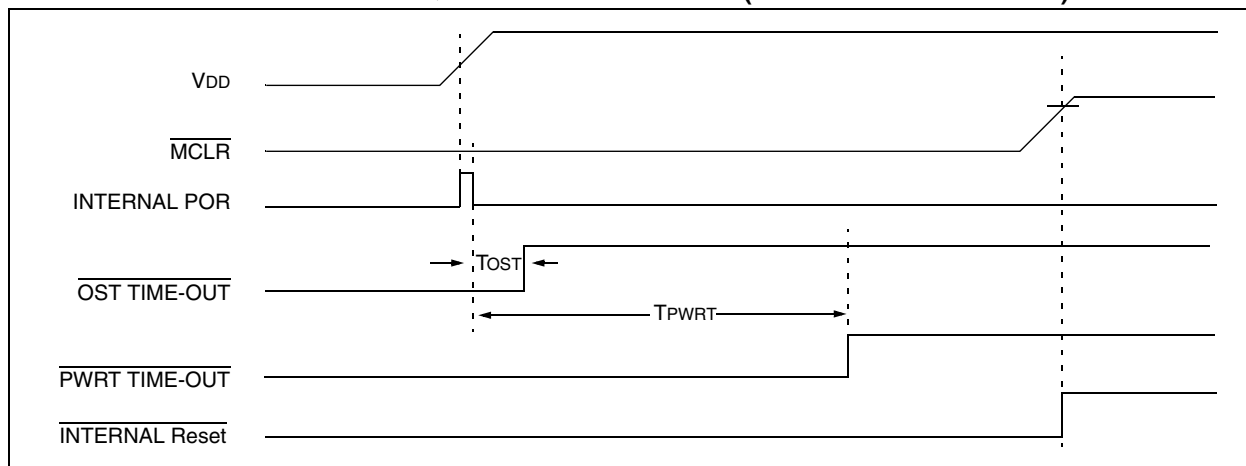 VDD
MCLR
INTERNAL POR
TOST
OST TIME-OUT
TPWRT
PWRT TIME-OUT
INTERNAL Reset